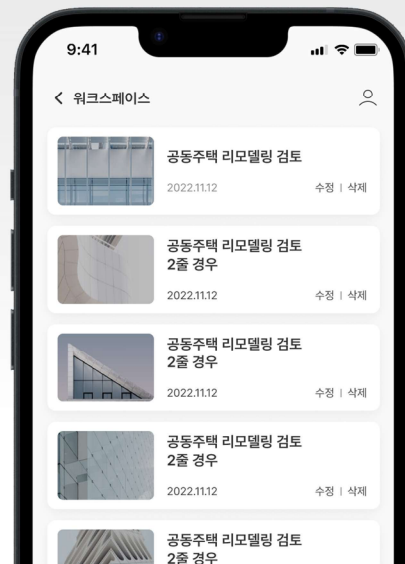 9:41
워크스페이스
공동주택 리모델링 검토
2022.11.12
수정 | 삭제
공동주택 리모델링 검토
2줄 경우
2022.11.12
수정 | 삭제
공동주택 리모델링 검토
2줄 경우
2022.11.12
수정 | 삭제
공동주택 리모델링 검토
2줄 경우
2022.11.12
수정 | 삭제
공동주택 리모델링 검토
2줄 경우